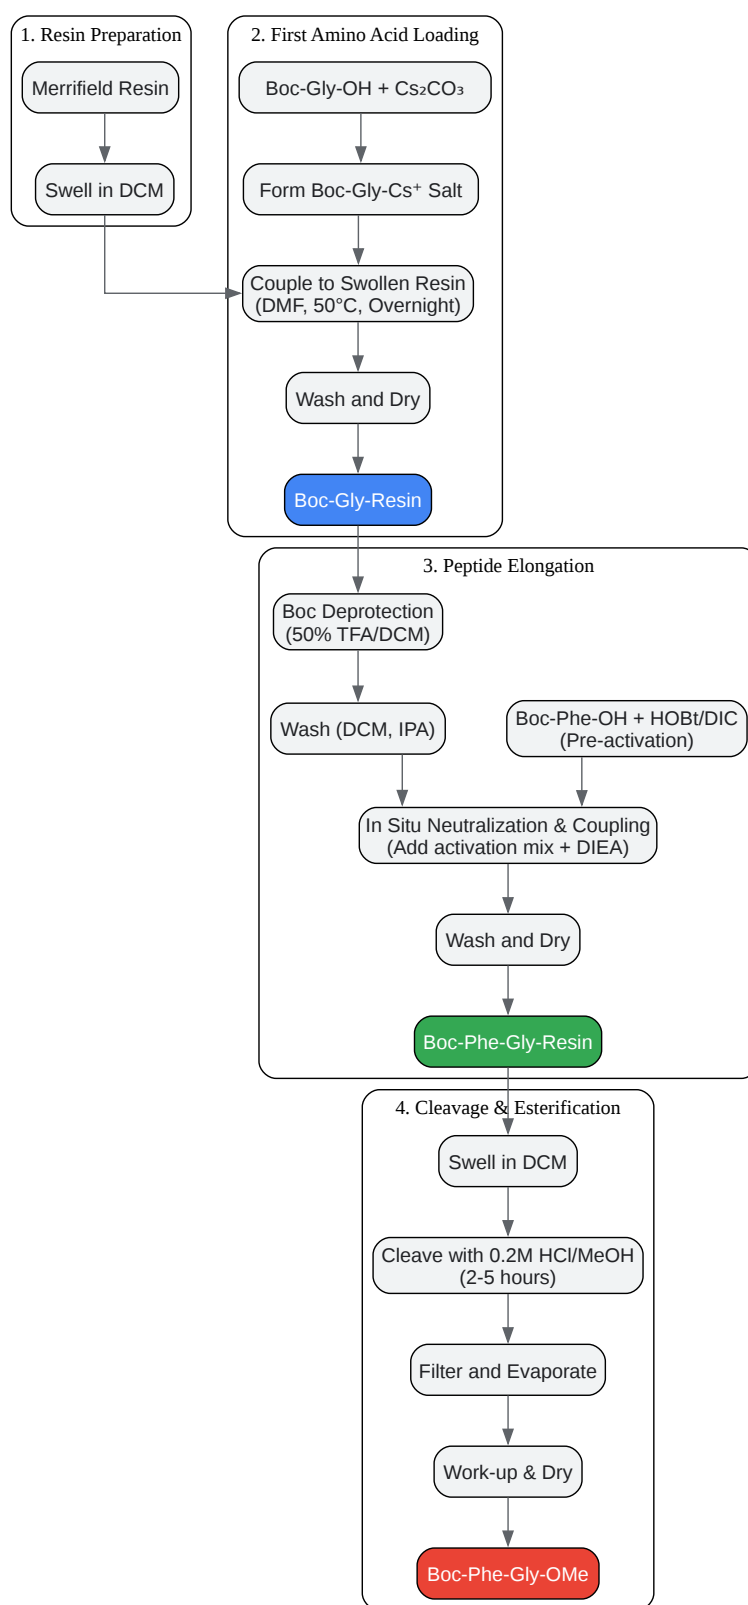 1. Resin Preparation
Merrifield Resin
Swell in DCM
2. First Amino Acid Loading
Boc-Gly-OH + Cs₂CO₃
Form Boc-Gly-Cs⁺ Salt
Couple to Swollen Resin
(DMF, 50°C, Overnight)
Wash and Dry
Boc-Gly-Resin
3. Peptide Elongation
Boc Deprotection
(50% TFA/DCM)
Wash (DCM, IPA)
Boc-Phe-OH + HOBt/DIC
(Pre-activation)
In Situ Neutralization & Coupling
(Add activation mix + DIEA)
Wash and Dry
Boc-Phe-Gly-Resin
4. Cleavage & Esterification
Swell in DCM
Cleave with 0.2M HCl/MeOH
(2-5 hours)
Filter and Evaporate
Work-up & Dry
Boc-Phe-Gly-OMe